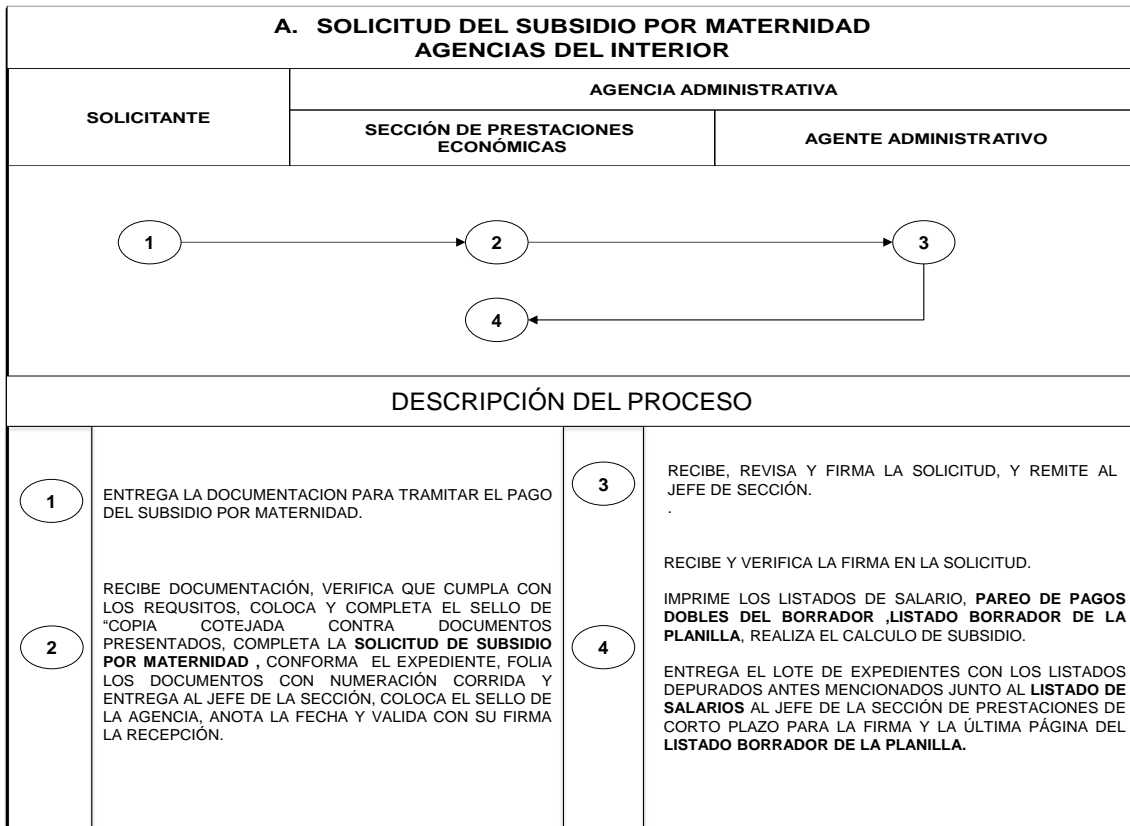 A. SOLICITUD DEL SUBSIDIO POR MATERNIDAD
AGENCIAS DEL INTERIOR
SOLICITANTE
AGENCIA ADMINISTRATIVA
SECCIÓN DE PRESTACIONES
ECONÓMICAS
AGENTE ADMINISTRATIVO
1
2
3
4
DESCRIPCIÓN DEL PROCESO
1
ENTREGA LA DOCUMENTACION PARA TRAMITAR EL PAGO
DEL SUBSIDIO POR MATERNIDAD.
2
RECIBE DOCUMENTACIÓN, VERIFICA QUE CUMPLA CON
LOS REQUSITOS, COLOCA Y COMPLETA EL SELLO DE
“COPIA COTEJADA CONTRA DOCUMENTOS
PRESENTADOS, COMPLETA LA SOLICITUD DE SUBSIDIO
POR MATERNIDAD , CONFORMA EL EXPEDIENTE, FOLIA
LOS DOCUMENTOS CON NUMERACIÓN CORRIDA Y
ENTREGA AL JEFE DE LA SECCIÓN, COLOCA EL SELLO DE
LA AGENCIA, ANOTA LA FECHA Y VALIDA CON SU FIRMA
LA RECEPCIÓN.
3
RECIBE, REVISA Y FIRMA LA SOLICITUD, Y REMITE AL
JEFE DE SECCIÓN.
.
4
RECIBE Y VERIFICA LA FIRMA EN LA SOLICITUD.
IMPRIME LOS LISTADOS DE SALARIO, PAREO DE PAGOS
DOBLES DEL BORRADOR ,LISTADO BORRADOR DE LA
PLANILLA, REALIZA EL CALCULO DE SUBSIDIO.
ENTREGA EL LOTE DE EXPEDIENTES CON LOS LISTADOS
DEPURADOS ANTES MENCIONADOS JUNTO AL LISTADO DE
SALARIOS AL JEFE DE LA SECCIÓN DE PRESTACIONES DE
CORTO PLAZO PARA LA FIRMA Y LA ÚLTIMA PÁGINA DEL
LISTADO BORRADOR DE LA PLANILLA.